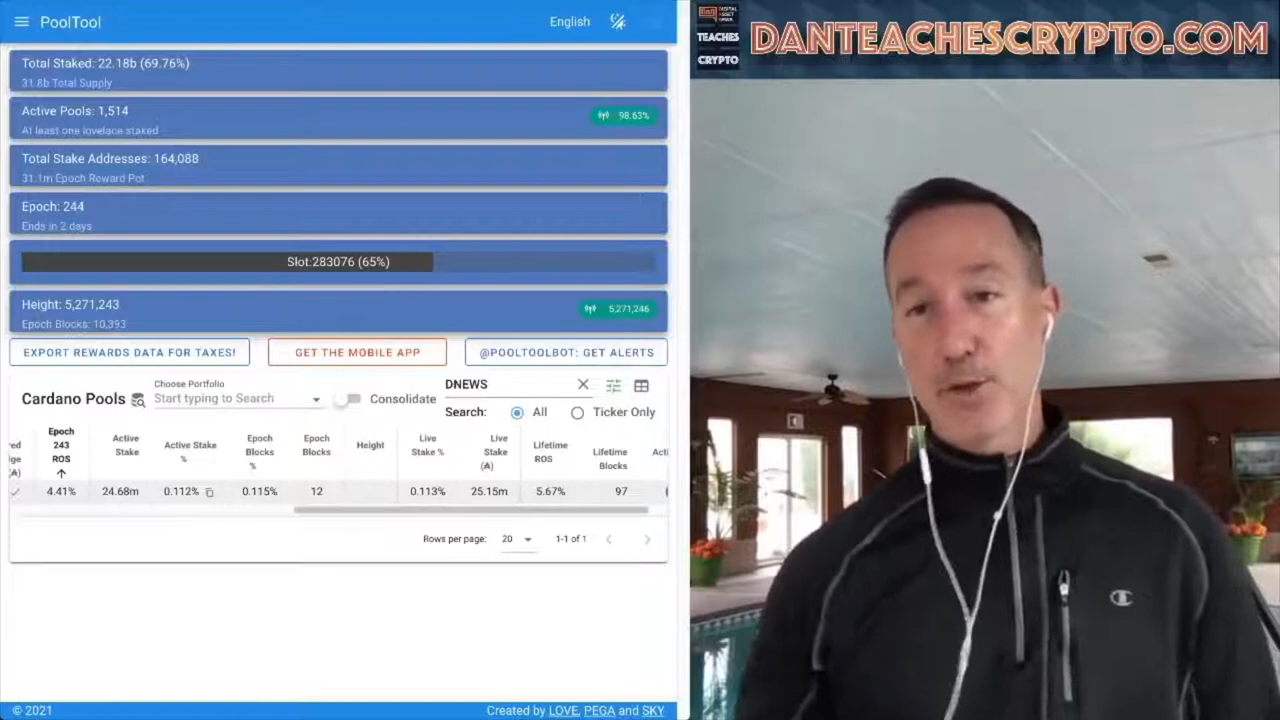 PoolTool
English
Total Staked: 22.18b (69.76%)
31.8b Total Supply
Active Pools: 1,514
98.63%
At least one lovelace staked
Total Stake Addresses: 164,088
31.1m Epoch Reward Pot
Epoch: 244
Ends in 2 days
Slot:283076 (65%)
Height: 5,271,243
5,271,246
Epoch Blocks: 10,393
EXPORT REWARDS DATA FOR TAXES!
GET THE MOBILE APP
@POOLTOOLBOT: GET ALERTS
Cardano Pools
Choose Portfolio
Start typing to Search
Consolidate
DNEWS
Search:
All
Ticker Only
Epoch 243 ROS
Active Stake
Active Stake %
Epoch Blocks %
Epoch Blocks
Height
Live Stake %
Live Stake (₳)
Lifetime ROS
Lifetime Blocks
4.41%
24.68m
0.112%
0.115%
12
0.113%
25.15m
5.67%
97
Rows per page:
20
1-1 of 1
© 2021
Created by LOVE, PEGA and SKY
DIGITAL ASSET NEWS
TEACHES
CRYPTO
DANTEACHESCRYPTO.COM